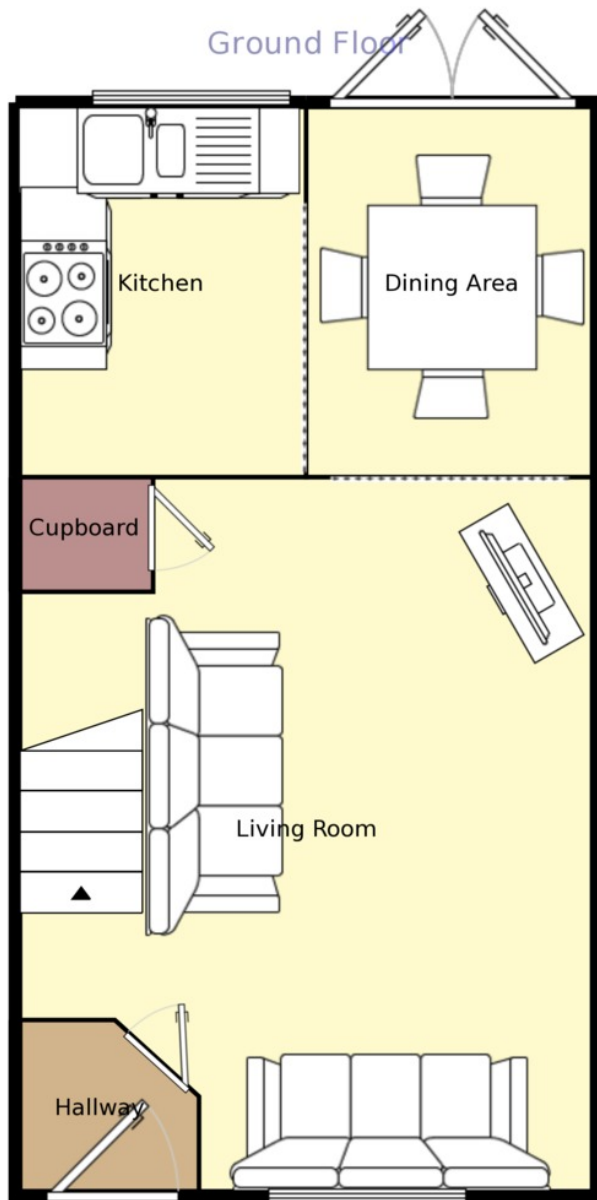 Ground Floor
Kitchen
Dining Area
Cupboard
Living Room
Hallway